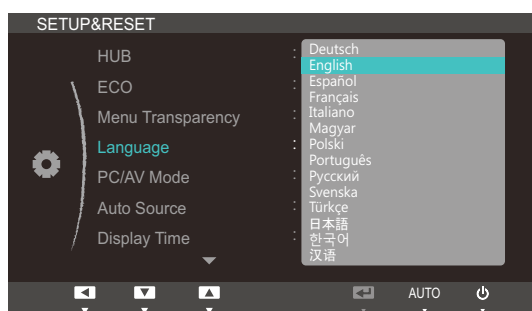 SETUP&RESET
HUB :
ECO :
Menu Transparency :
Language :
PC/AV Mode :
Auto Source :
Display Time :
Deutsch
English
Español
Français
Italiano
Magyar
Polski
Português
Русский
Svenska
Türkçe
日本語
한국어
汉语
AUTO